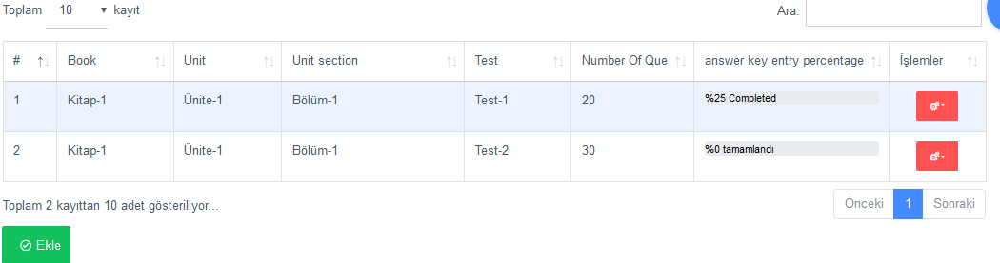 Toplam 10 kayıt Ara:
# Book Unit Unit section Test Number Of Que answer key entry percentage İşlemler
1 Kitap-1 Ünite-1 Bölüm-1 Test-1 20 %25 Completed
2 Kitap-1 Ünite-1 Bölüm-1 Test-2 30 %0 tamamlandı
Toplam 2 kayıttan 10 adet gösteriliyor... Önceki 1 Sonraki
Ekle